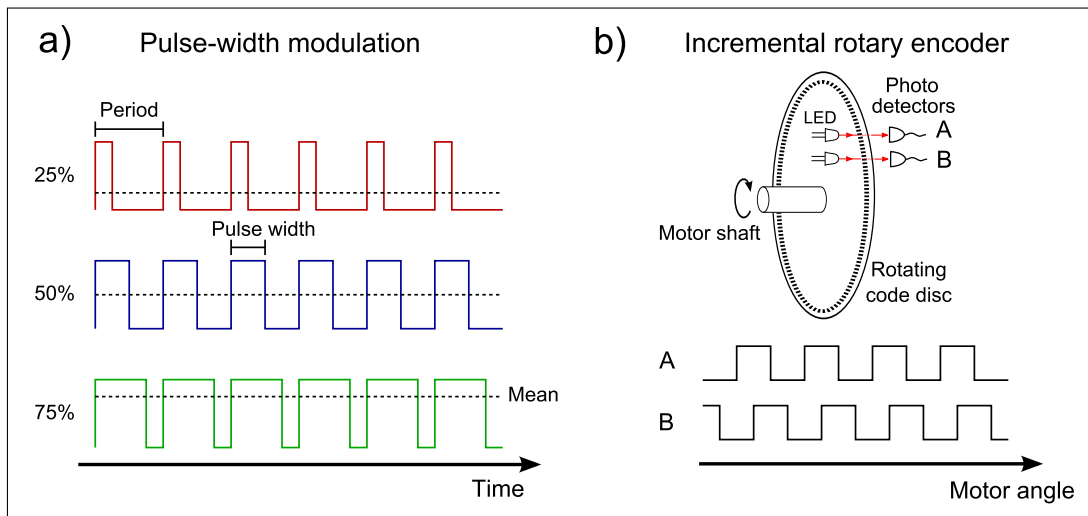 a) Pulse-width modulation
Period
25%
Pulse width
50%
Mean
75%
Time
b) Incremental rotary encoder
Photo
detectors
LED
A
B
Motor shaft
Rotating
code disc
A
B
Motor angle